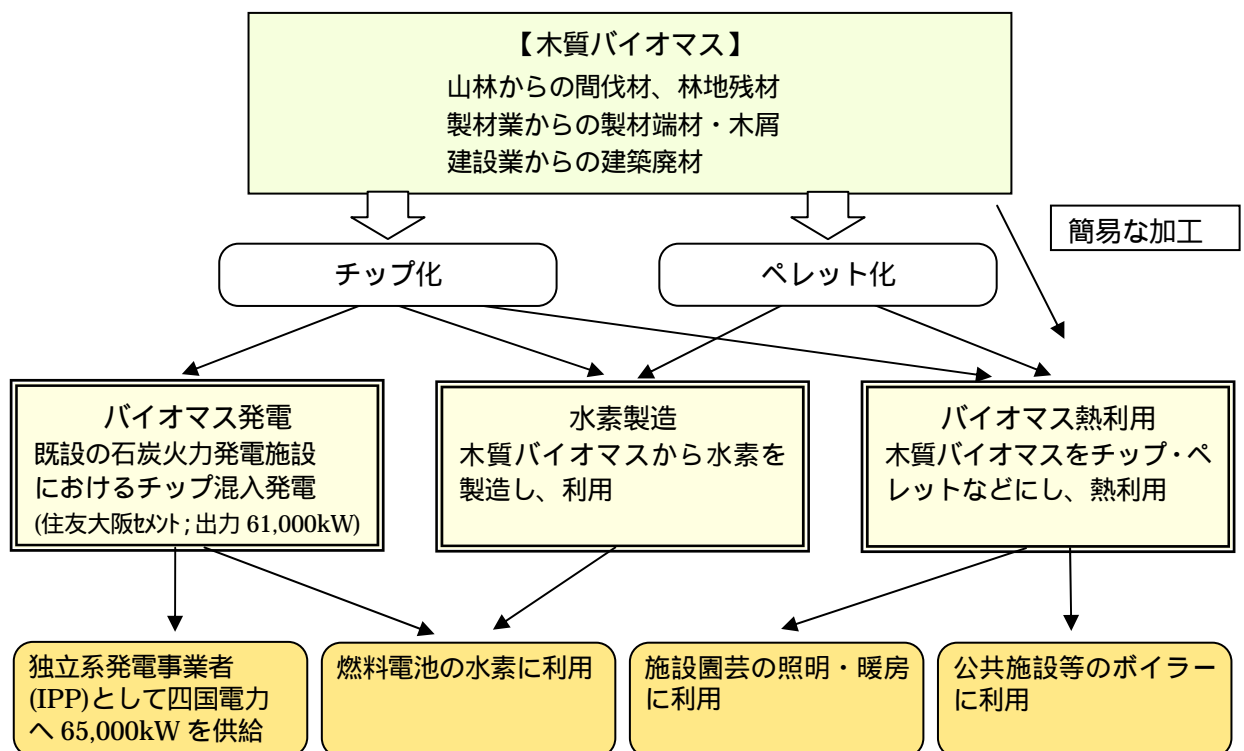 【木質バイオマス】
山林からの間伐材、林地残材
製材業からの製材端材・木屑
建設業からの建築廃材
簡易な加工
チップ化
ペレット化
バイオマス発電
既設の石炭火力発電施設
におけるチップ混入発電
(住友大阪ｾﾒﾝﾄ；出力 61,000kW)
水素製造
木質バイオマスから水素を
製造し、利用
バイオマス熱利用
木質バイオマスをチップ・ペ
レットなどにし、熱利用
独立系発電事業者
(IPP)として四国電力
へ 65,000kW を供給
燃料電池の水素に利用
施設園芸の照明・暖房
に利用
公共施設等のボイラー
に利用